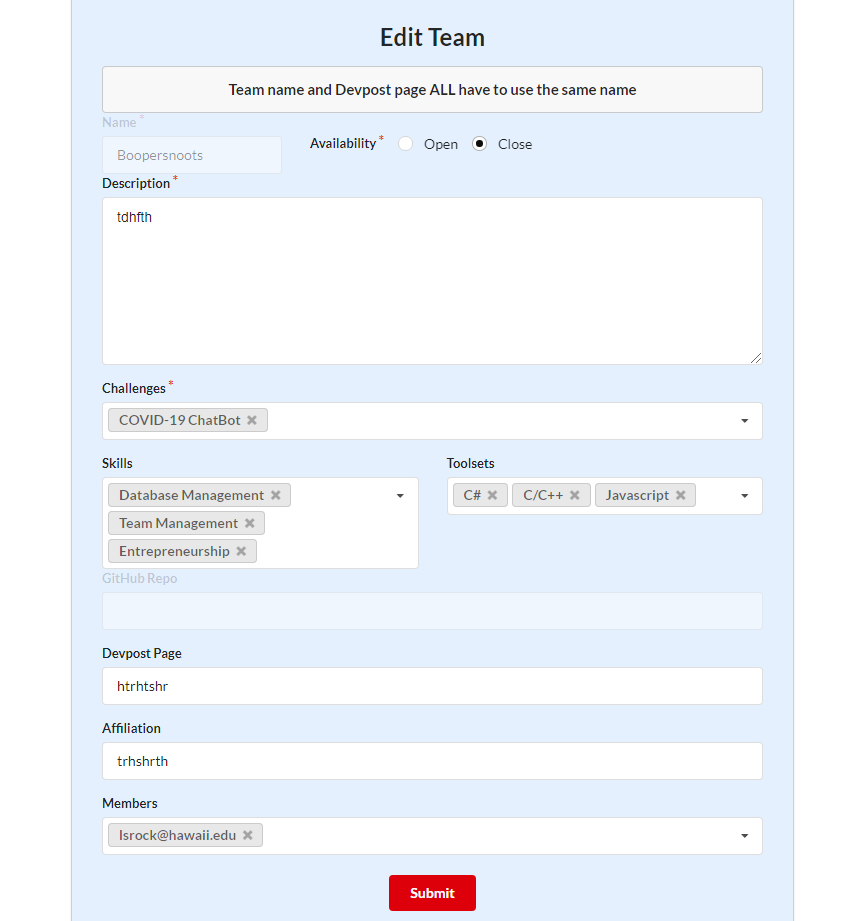 Edit Team
Team name and Devpost page ALL have to use the same name
Name *
Boopersnoots
Availability * Open Close
Description *
tdhfth
Challenges *
COVID-19 ChatBot
Skills
Database Management
Team Management
Entrepreneurship
Toolsets
C# C/C++ Javascript
GitHub Repo
Devpost Page
htrhtshr
Affiliation
trhshrth
Members
lsrock@hawaii.edu
Submit